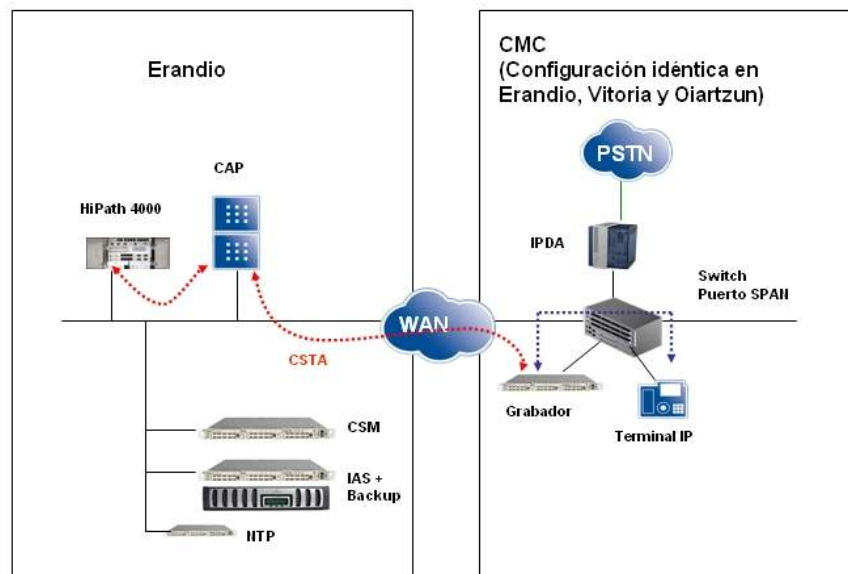 Erandio
CAP
HiPath 4000
CSTA
CSM
IAS +
Backup
NTP
WAN
CMC
(Configuración idéntica en
Erandio, Vitoria y Oiartzun)
PSTN
IPDA
Switch
Puerto SPAN
Grabador
Terminal IP